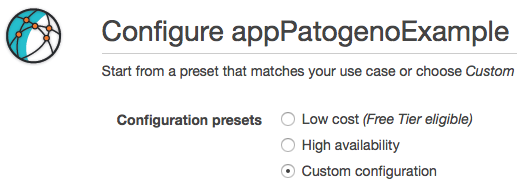 Configure appPatogenoExample
Start from a preset that matches your use case or choose Custom
Configuration presets
Low cost (Free Tier eligible)
High availability
Custom configuration